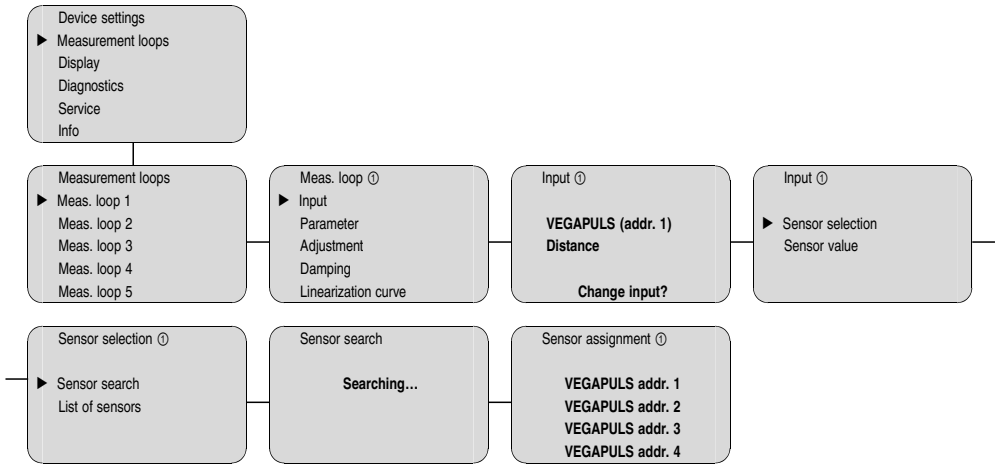 Device settings
▶ Measurement loops
Display
Diagnostics
Service
Info
Measurement loops
▶ Meas. loop 1
Meas. loop 2
Meas. loop 3
Meas. loop 4
Meas. loop 5
Meas. loop ①
▶ Input
Parameter
Adjustment
Damping
Linearization curve
Input ①
VEGAPULS (addr. 1)
Distance
Change input?
Input ①
▶ Sensor selection
Sensor value
Sensor selection ①
▶ Sensor search
List of sensors
Sensor search
Searching…
Sensor assignment ①
VEGAPULS addr. 1
VEGAPULS addr. 2
VEGAPULS addr. 3
VEGAPULS addr. 4